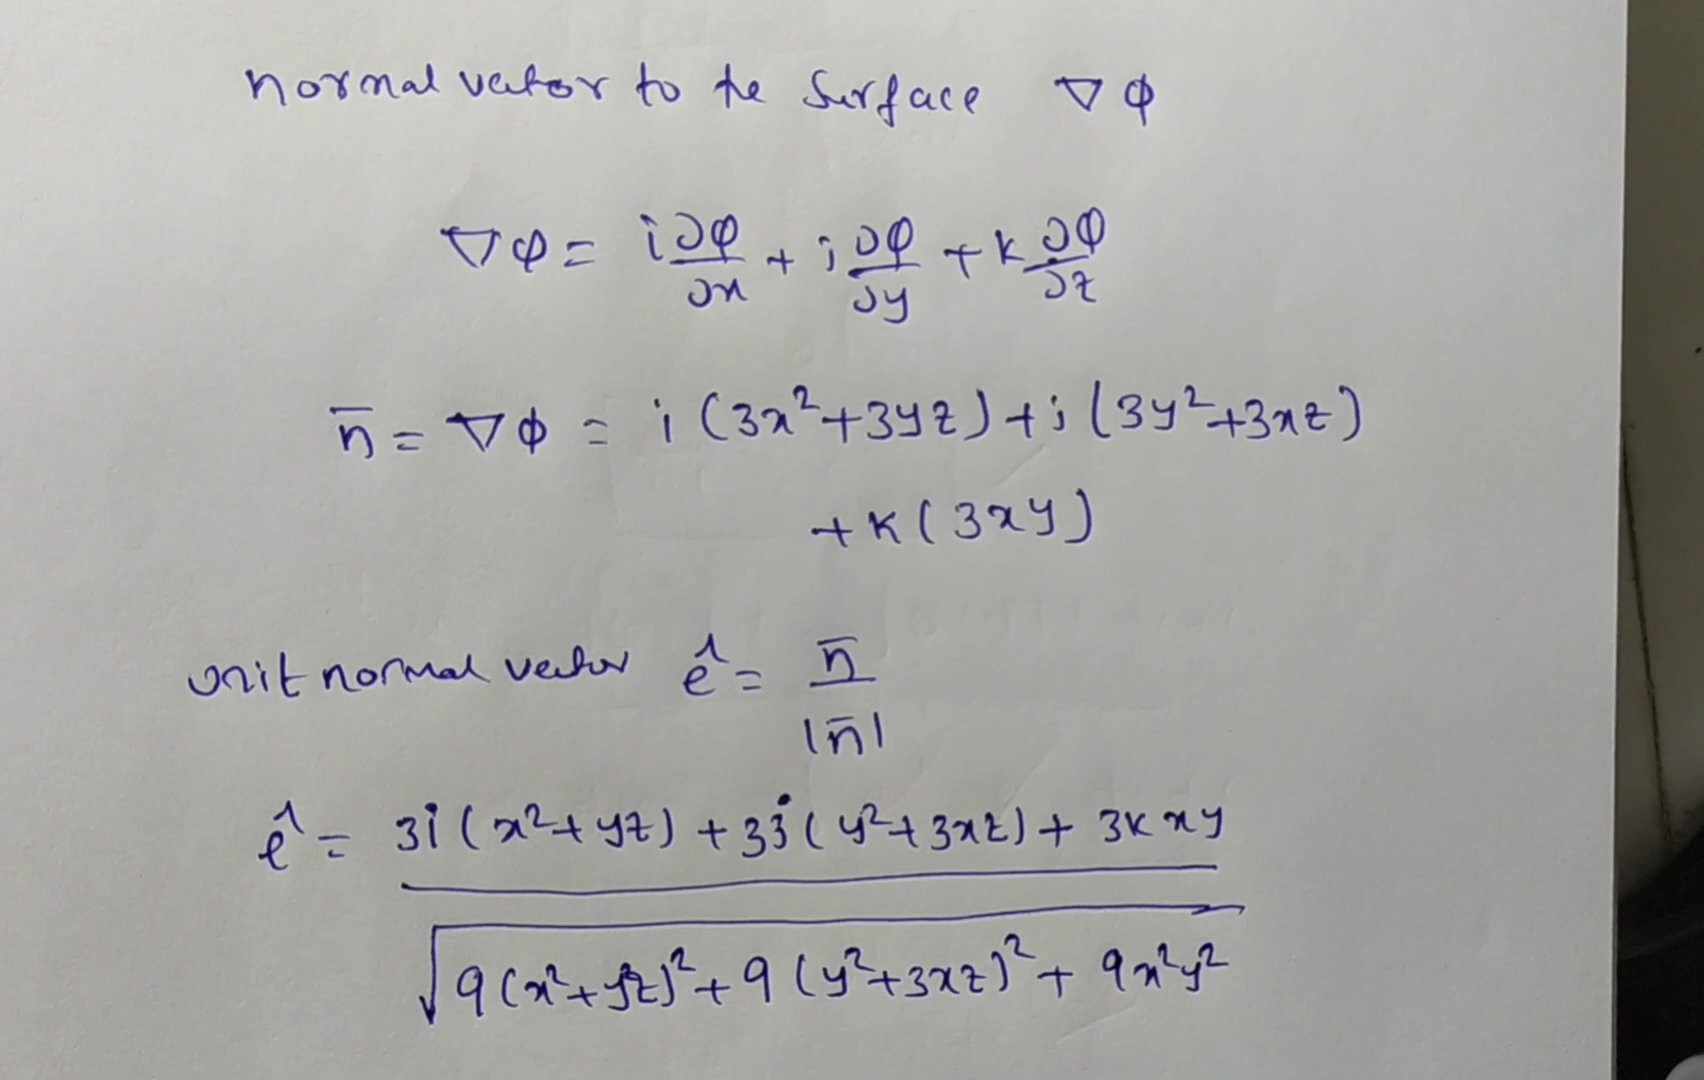 normal vector to the surface ∇φ
∇φ = i ∂φ/∂x + j ∂φ/∂y + k ∂φ/∂z
n̄ = ∇φ = i (3x²+3yz) + j (3y²+3xz)
+ k (3xy)
unit normal vector ê = n̄/|n̄|
ê = 3i (x²+yz) + 3j (y²+3xz) + 3k xy
√9(x²+yz)²+9(y²+3xz)²+9x²y²